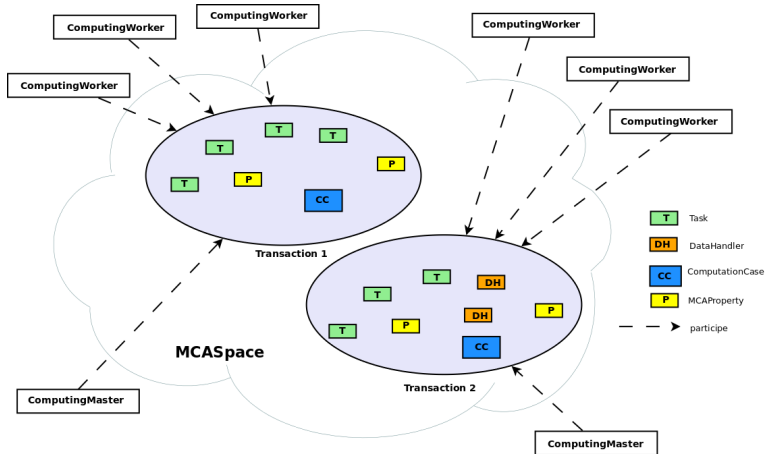 ComputingWorker
ComputingWorker
ComputingWorker
ComputingWorker
ComputingWorker
ComputingWorker
T
T
T
T
P
P
CC
Transaction 1
T
T
T
DH
DH
P
P
CC
Transaction 2
MCASpace
ComputingMaster
ComputingMaster
T Task
DH DataHandler
CC ComputationCase
P MCAProperty
participe